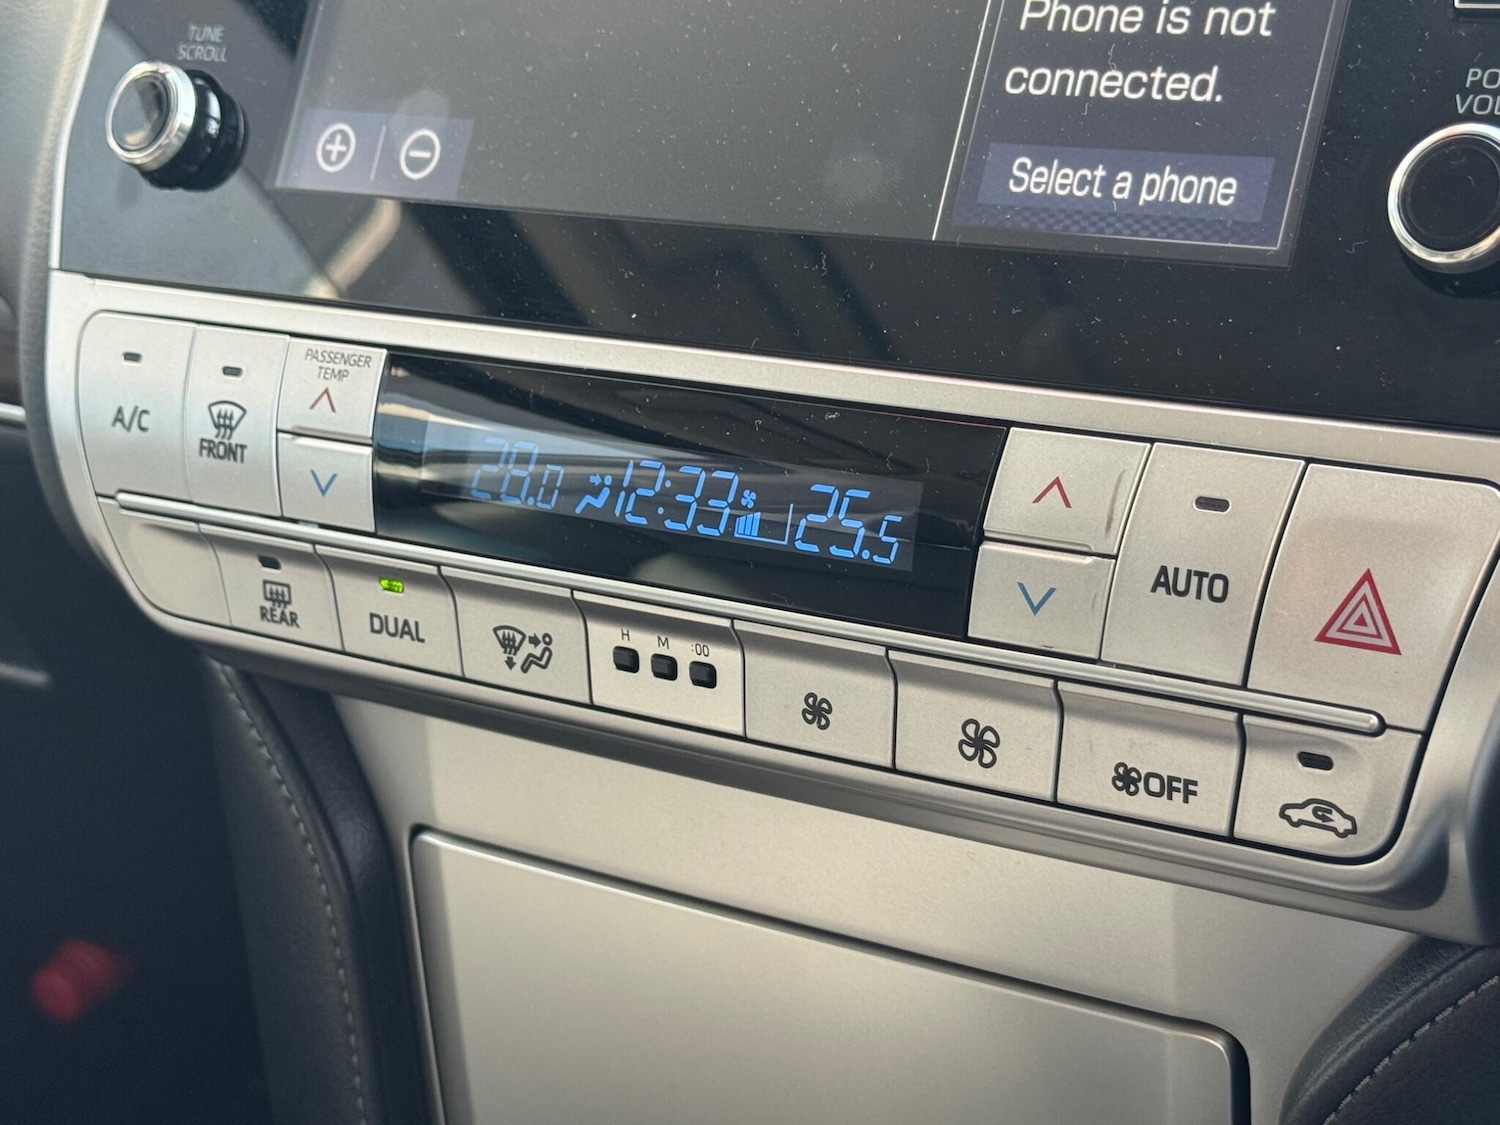 TUNE
SCROLL
Phone is not
connected.
Select a phone
PASSENGER
TEMP
A/C
FRONT
28.0 12:33 25.5
AUTO
REAR
DUAL
H M :00
OFF